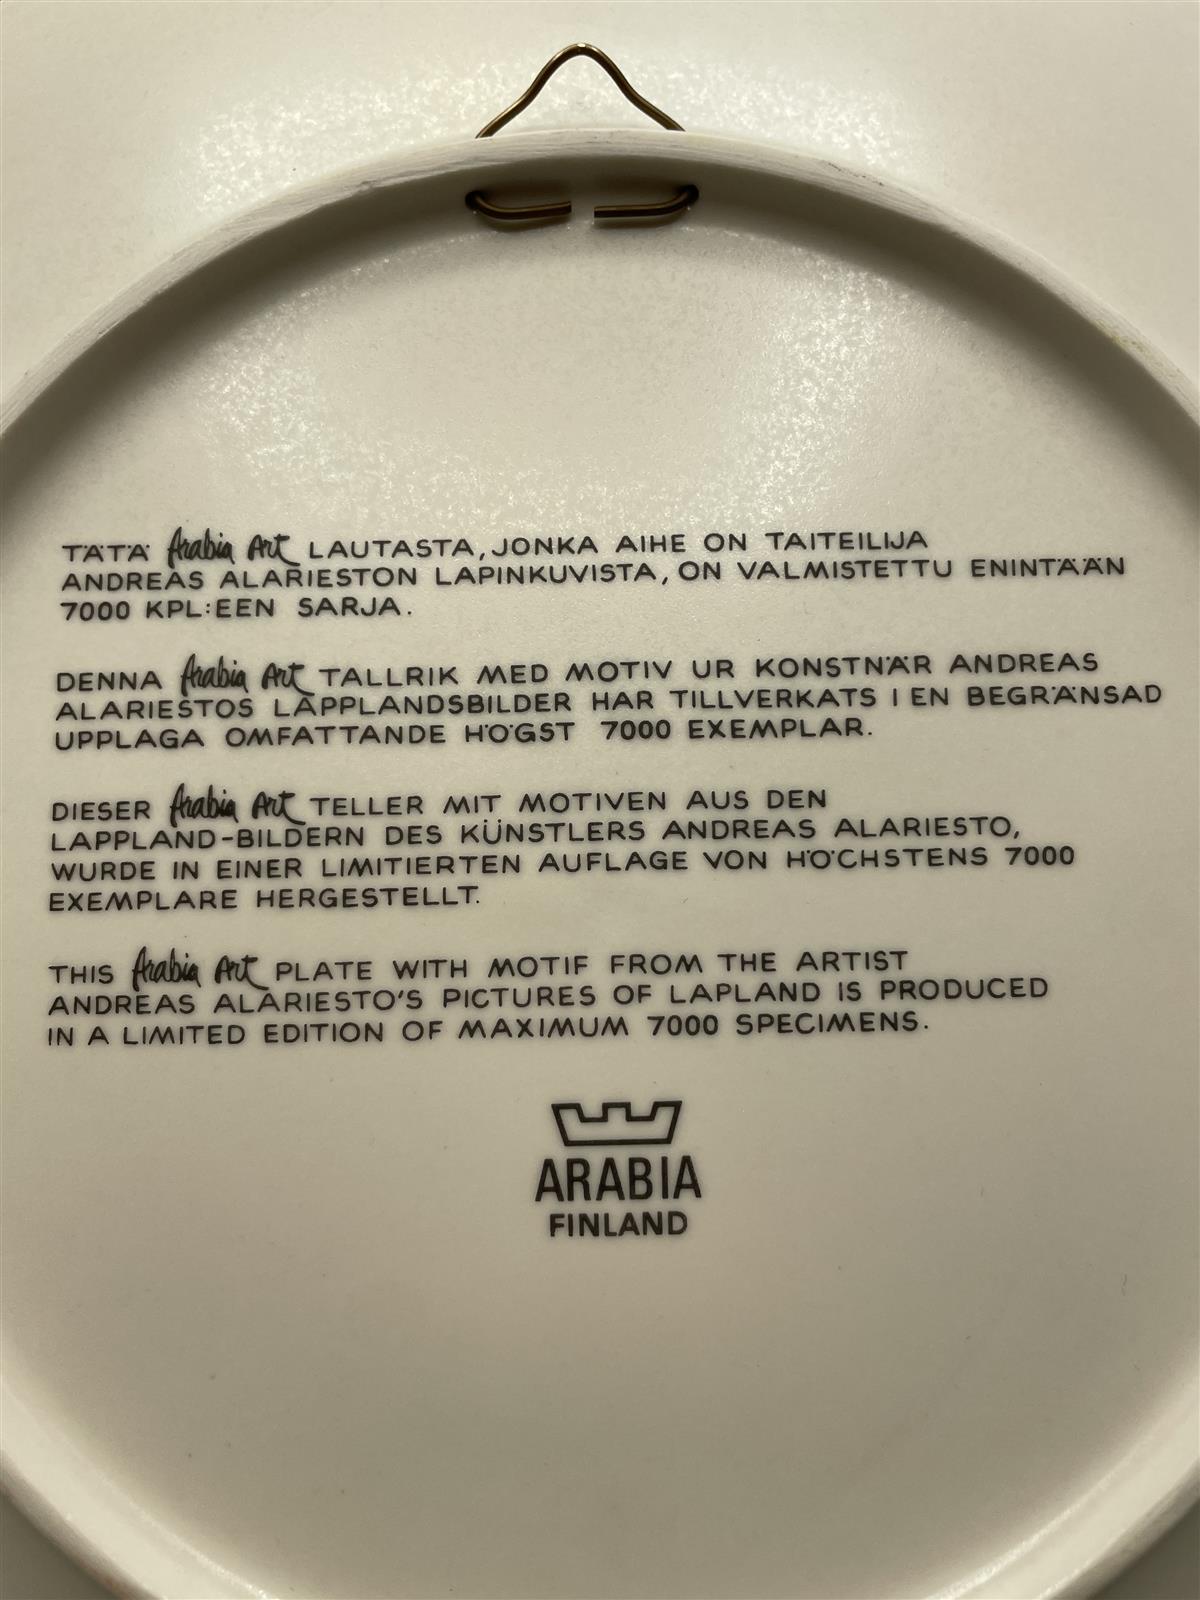 TÄTÄ Arabia Art LAUTASTA, JONKA AIHE ON TAITEILIJA
ANDREAS ALARIESTON LAPINKUVISTA, ON VALMISTETTU ENINTÄÄN
7000 KPL:EEN SARJA.
DENNA Arabia Art TALLRIK MED MOTIV UR KONSTNÄR ANDREAS
ALARIESTOS LAPPLANDSBILDER HAR TILLVERKATS I EN BEGRÄNSAD
UPPLAGA OMFATTANDE HÖGST 7000 EXEMPLAR.
DIESER Arabia Art TELLER MIT MOTIVEN AUS DEN
LAPPLAND-BILDERN DES KÜNSTLERS ANDREAS ALARIESTO,
WURDE IN EINER LIMITIERTEN AUFLAGE VON HÖCHSTENS 7000
EXEMPLARE HERGESTELLT.
THIS Arabia Art PLATE WITH MOTIF FROM THE ARTIST
ANDREAS ALARIESTO'S PICTURES OF LAPLAND IS PRODUCED
IN A LIMITED EDITION OF MAXIMUM 7000 SPECIMENS.
ARABIA
FINLAND